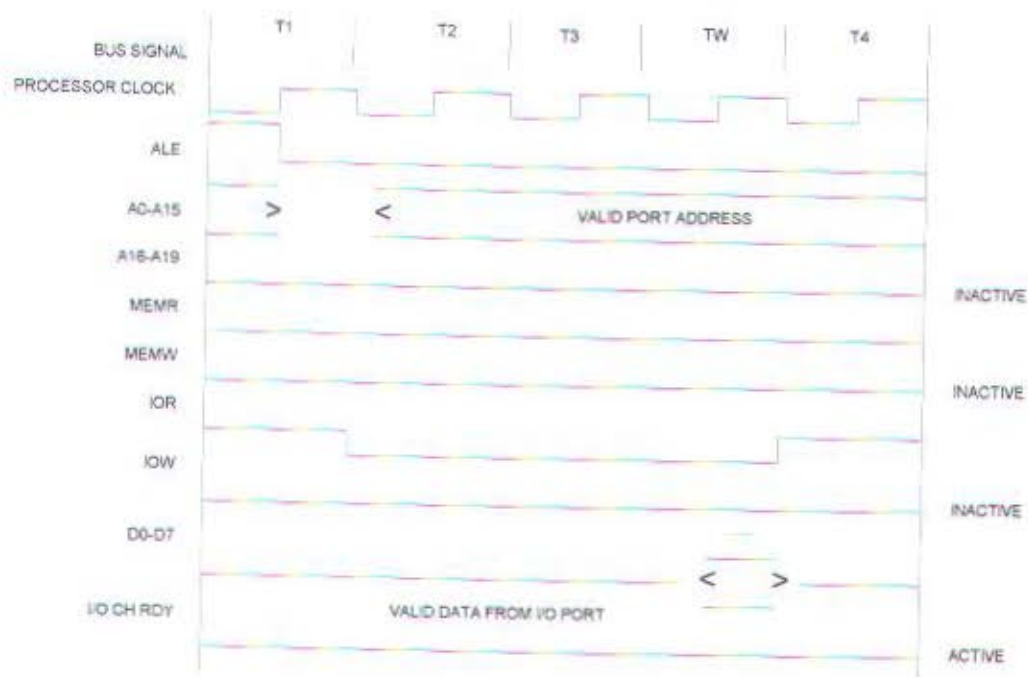 T1 T2 T3 TW T4
BUS SIGNAL
PROCESSOR CLOCK
ALE
A0-A15 > < VALID PORT ADDRESS
A16-A19
MEMR INACTIVE
MEMW
IOR INACTIVE
IOW
D0-D7 INACTIVE
< >
I/O CH RDY VALID DATA FROM I/O PORT
ACTIVE